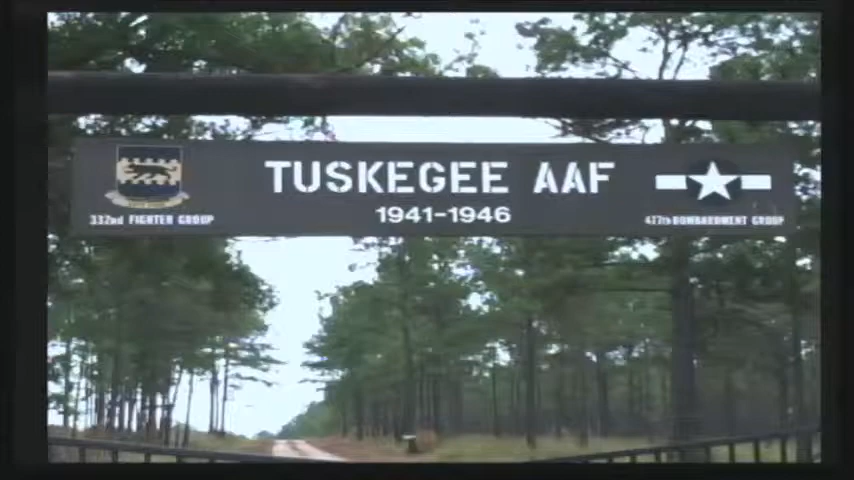 TUSKEGEE AAF
1941-1946
332nd FIGHTER GROUP
477th BOMBARDMENT GROUP